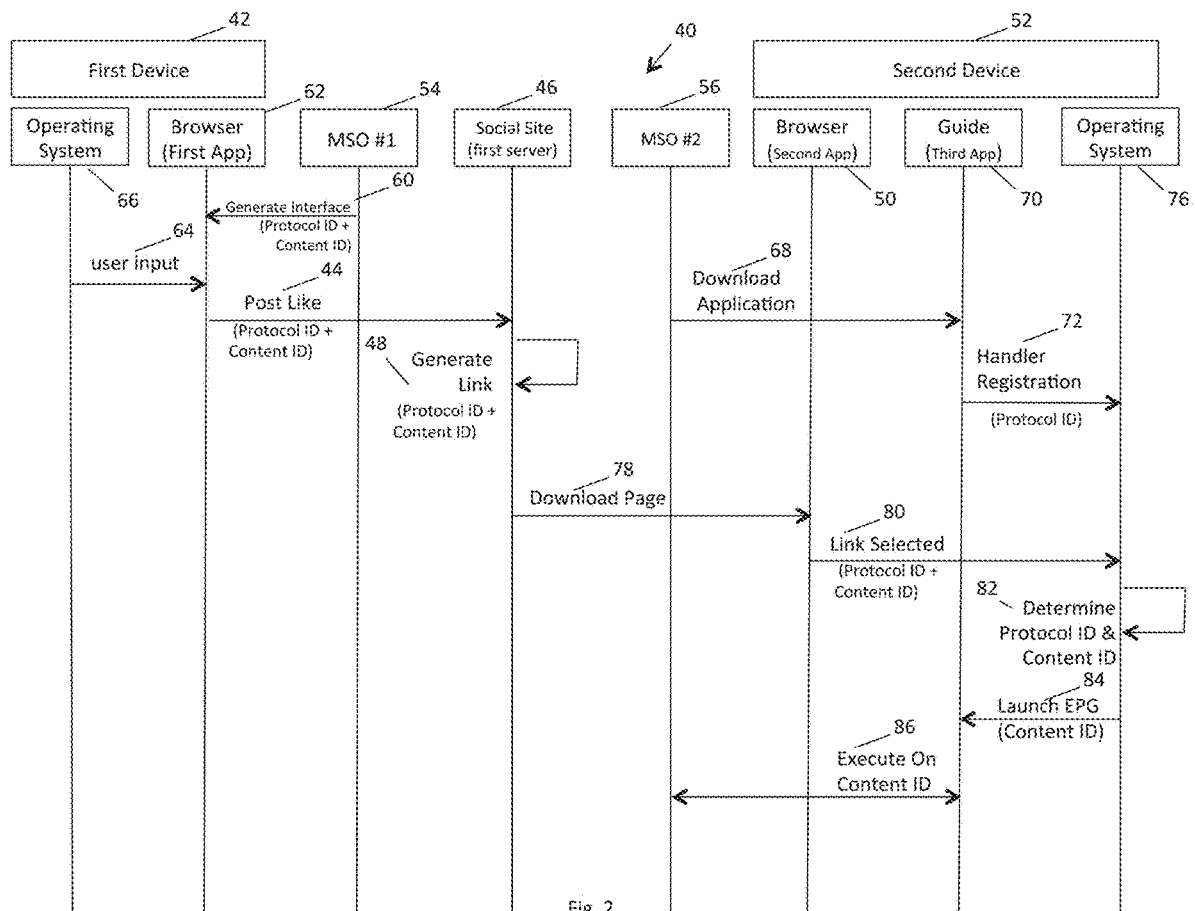 42
40
52
First Device
Second Device
62
54
46
56
Operating
System
Browser
(First App)
MSO #1
Social Site
(first server)
MSO #2
Browser
(Second App)
Guide
(Third App)
Operating
System
66
60
50
70
76
Generate Interface
(Protocol ID +
Content ID)
64
user input
44
Post Like
(Protocol ID +
Content ID)
68
Download
Application
48
Generate
Link
(Protocol ID +
Content ID)
72
Handler
Registration
(Protocol ID)
78
Download Page
80
Link Selected
(Protocol ID +
Content ID)
82
Determine
Protocol ID &
Content ID
84
Launch EPG
(Content ID)
86
Execute On
Content ID
Fig. 2